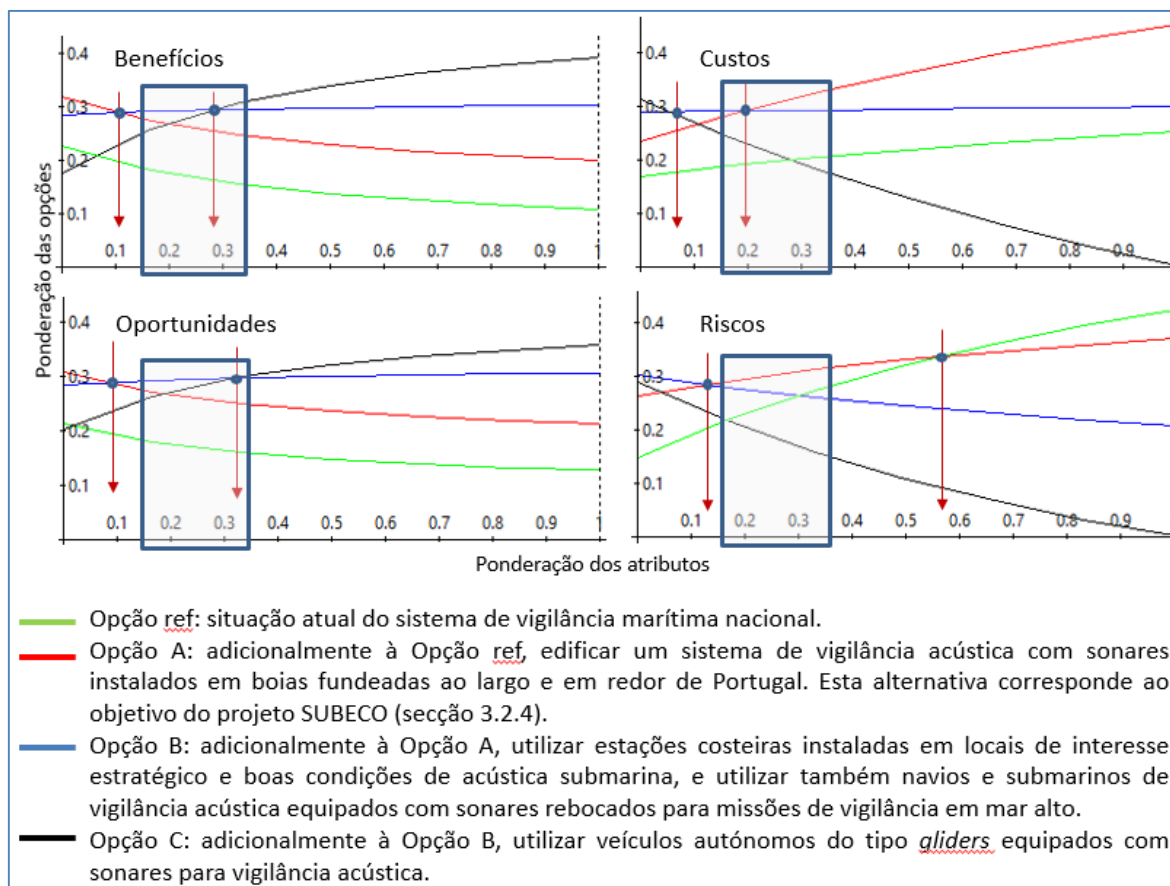 Benefícios
0.4
0.3
0.2
0.1
0.1 0.2 0.3 0.4 0.5 0.6 0.7 0.8 0.9 1
Custos
0.4
0.3
0.2
0.1
0.1 0.2 0.3 0.4 0.5 0.6 0.7 0.8 0.9
Ponderação das opções
Oportunidades
0.4
0.3
0.2
0.1
0.1 0.2 0.3 0.4 0.5 0.6 0.7 0.8 0.9 1
Riscos
0.4
0.3
0.2
0.1
0.1 0.2 0.3 0.4 0.5 0.6 0.7 0.8 0.9
Ponderação dos atributos
Opção ref: situação atual do sistema de vigilância marítima nacional.
Opção A: adicionalmente à Opção ref, edificar um sistema de vigilância acústica com sonares
instalados em boias fundeadas ao largo e em redor de Portugal. Esta alternativa corresponde ao
objetivo do projeto SUBECO (secção 3.2.4).
Opção B: adicionalmente à Opção A, utilizar estações costeiras instaladas em locais de interesse
estratégico e boas condições de acústica submarina, e utilizar também navios e submarinos de
vigilância acústica equipados com sonares rebocados para missões de vigilância em mar alto.
Opção C: adicionalmente à Opção B, utilizar veículos autónomos do tipo gliders equipados com
sonares para vigilância acústica.